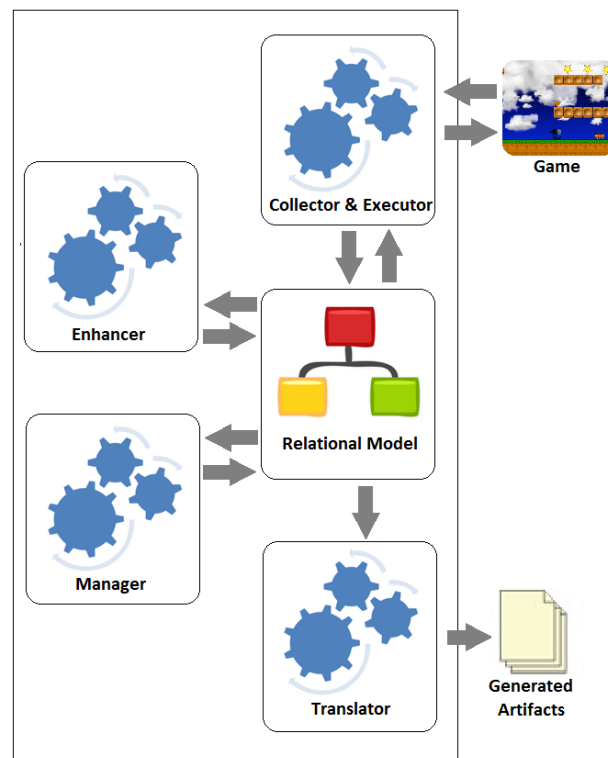 Collector & Executor
Game
Enhancer
Relational Model
Manager
Translator
Generated
Artifacts